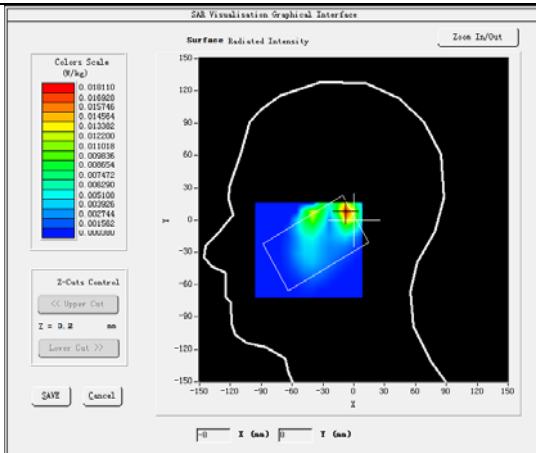 SAR Visualisation Graphical Interface
Surface Radiated Intensity
Zoom In/Out
Colors Scale
(W/kg)
0.018110
0.016928
0.015746
0.014564
0.013382
0.012200
0.011018
0.009836
0.008654
0.007472
0.006290
0.005108
0.003926
0.002744
0.001562
0.000380
Z-Cuts Control
<< Upper Cut
Z = 3.2 mm
Lower Cut >>
SAVE
Cancel
150
120
90
60
30
0
-30
-60
-90
-120
-150
Y
-150 -120 -90 -60 -30 0 30 60 90 120 150
X
-8 X (mm) 8 Y (mm)